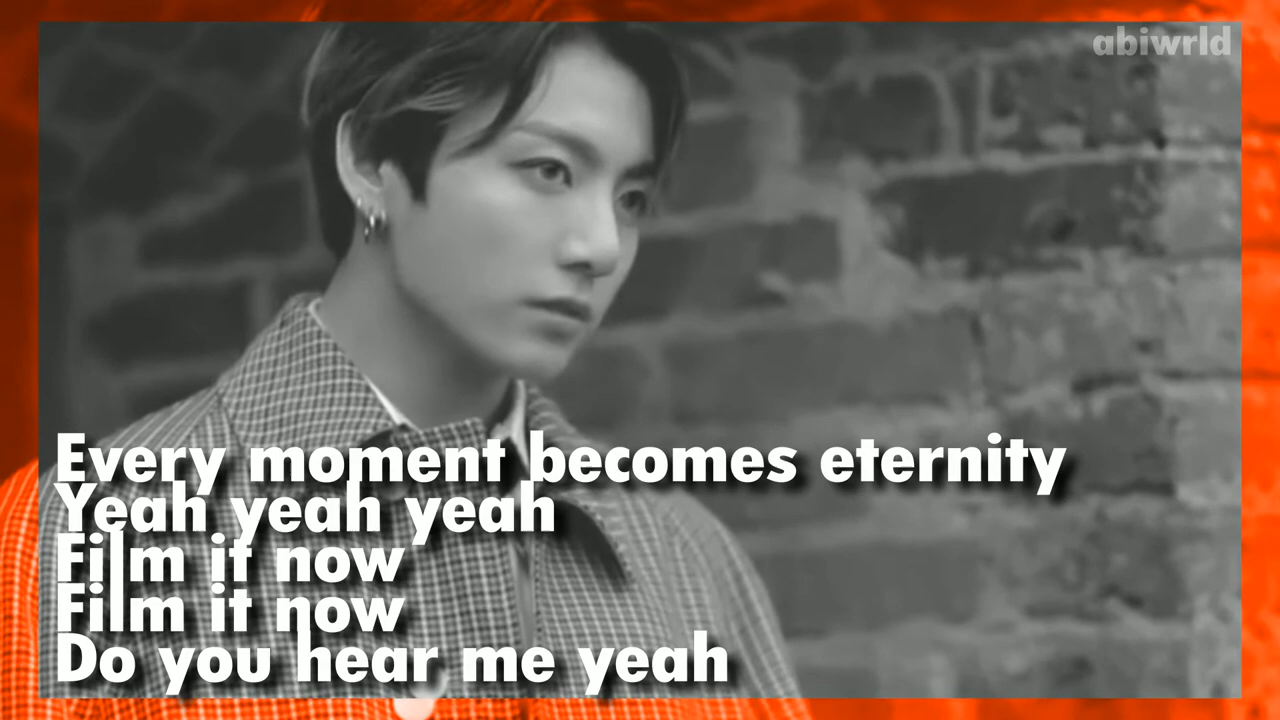 abiwrld
Every moment becomes eternity
Yeah yeah yeah
Film it now
Film it now
Do you hear me yeah